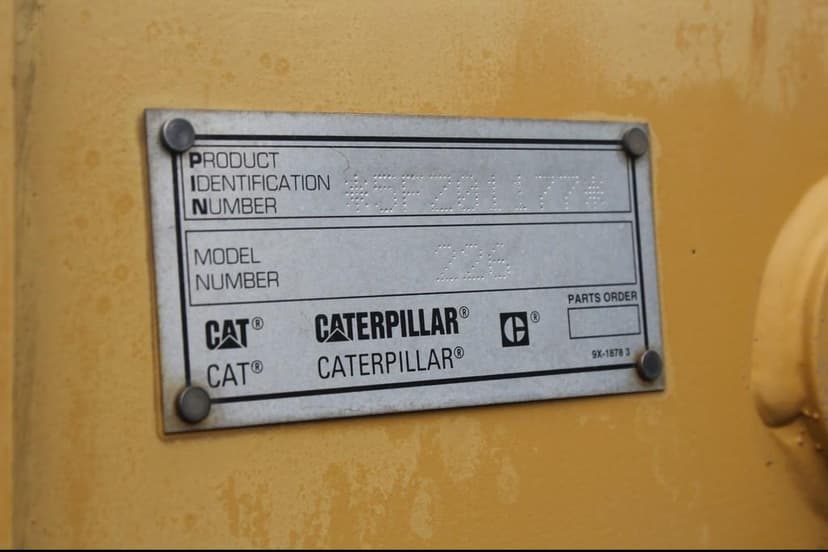 PRODUCT
IDENTIFICATION
NUMBER
*5FZ01177*
MODEL
NUMBER
226
CAT® CATERPILLAR® C®
CAT® CATERPILLAR®
PARTS ORDER
9X-1878 3